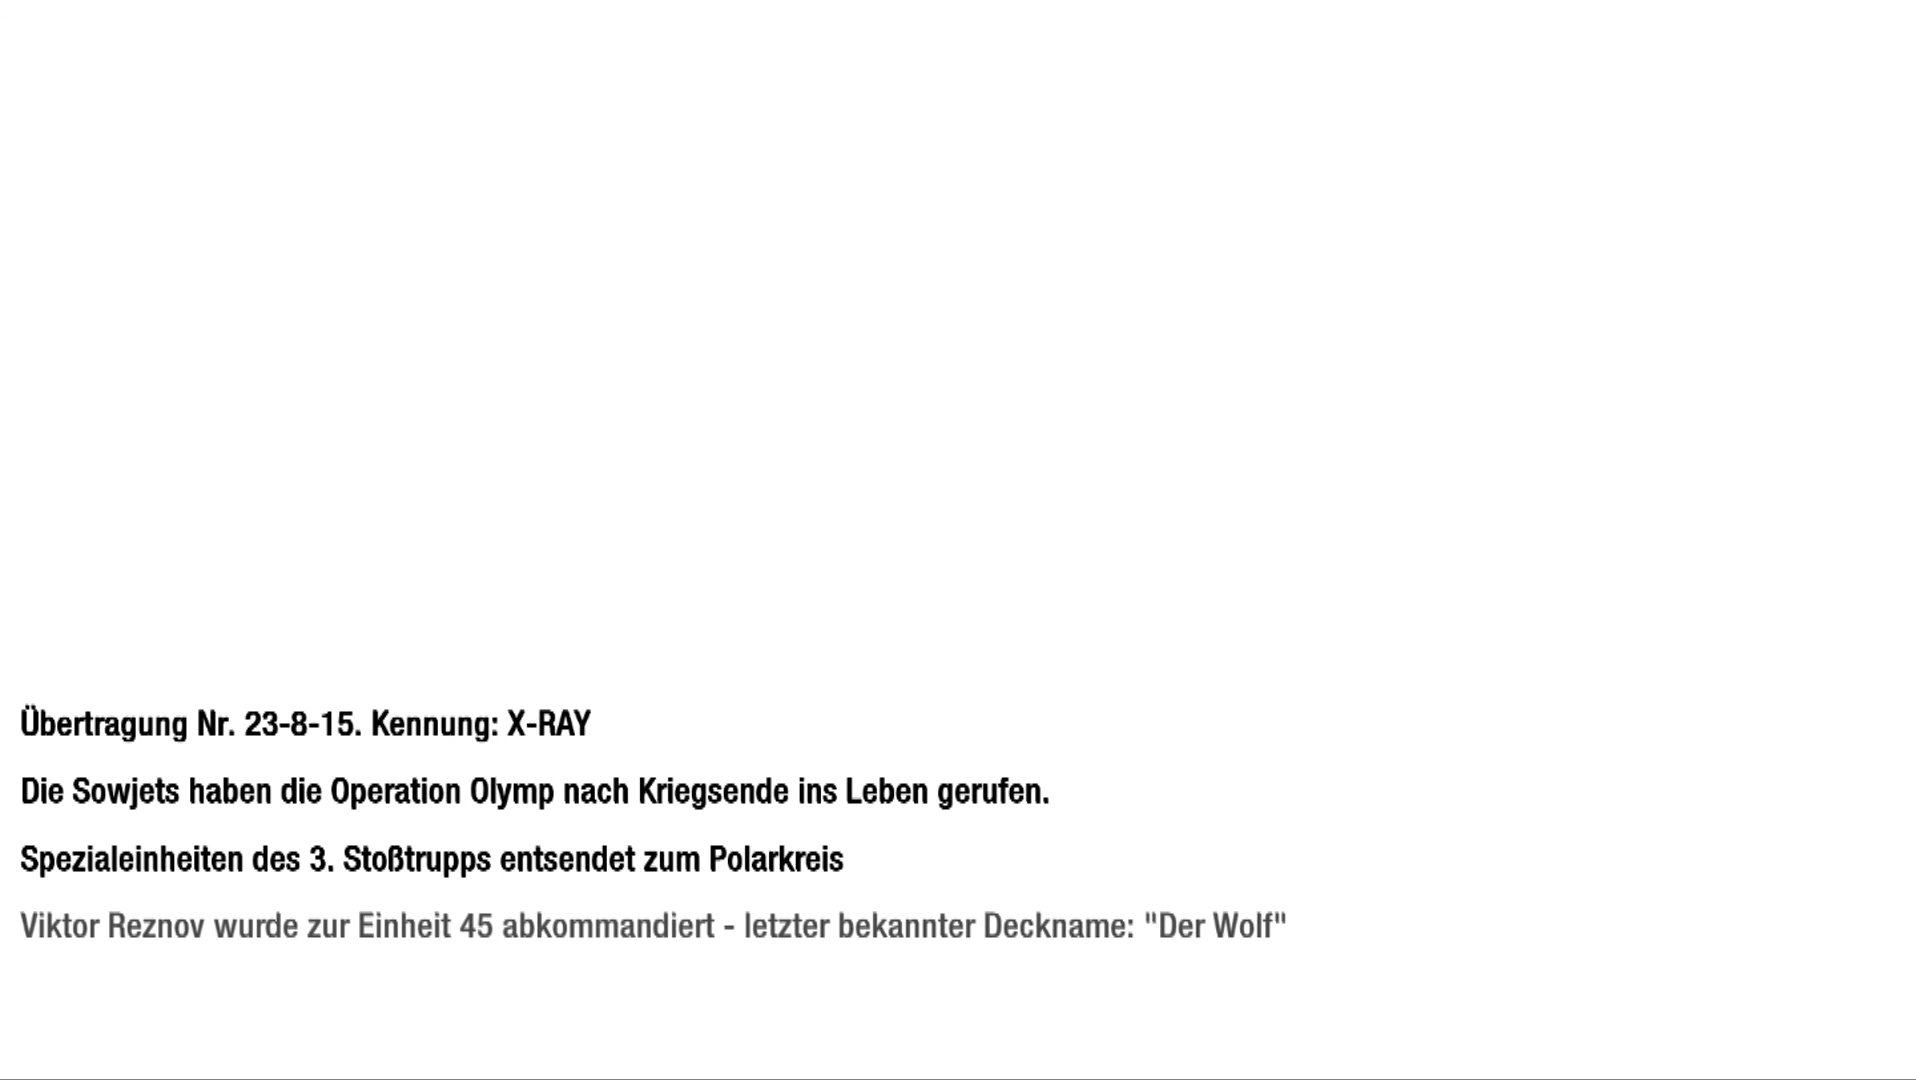 Übertragung Nr. 23-8-15. Kennung: X-RAY
Die Sowjets haben die Operation Olymp nach Kriegsende ins Leben gerufen.
Spezialeinheiten des 3. Stoßtrupps entsendet zum Polarkreis
Viktor Reznov wurde zur Einheit 45 abkommandiert - letzter bekannter Deckname: "Der Wolf"